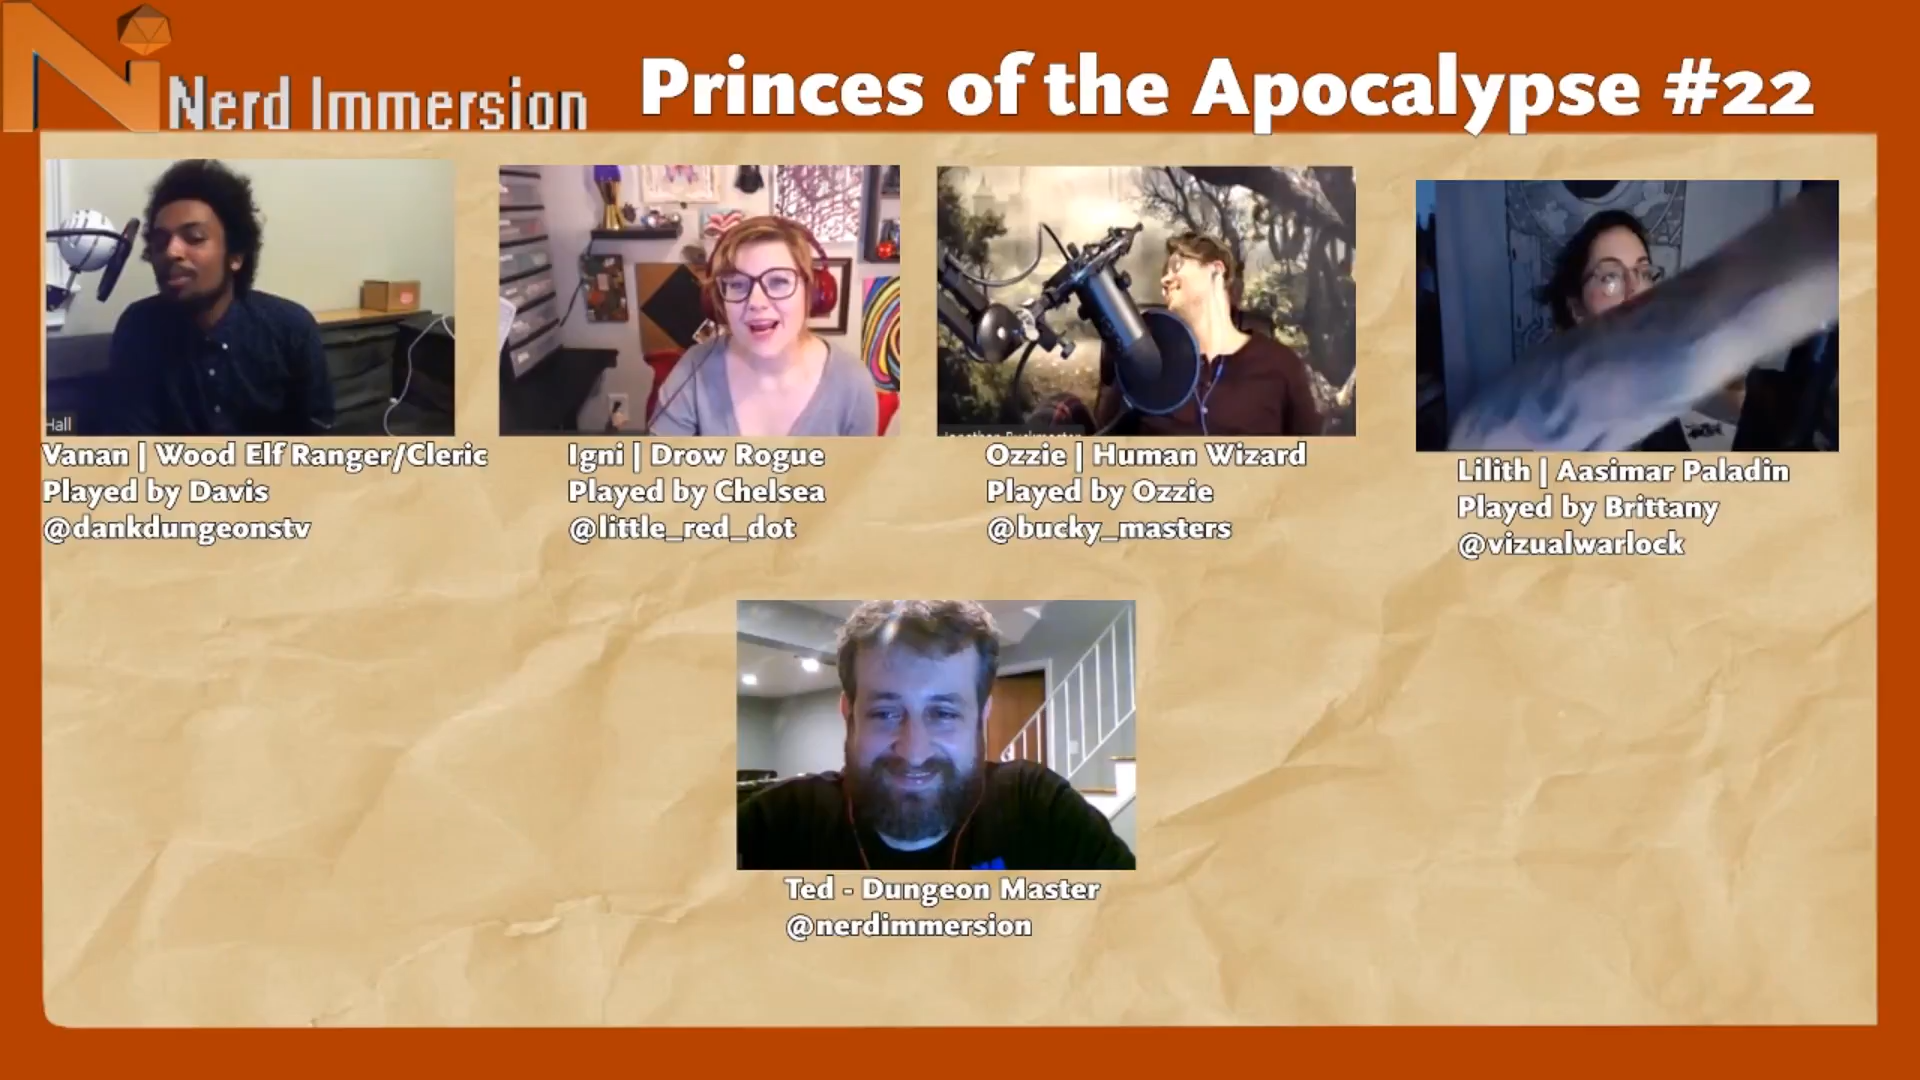 Nerd Immersion
Princes of the Apocalypse #22
Hall
Vanan | Wood Elf Ranger/Cleric
Played by Davis
@dankdungeonstv
Igni | Drow Rogue
Played by Chelsea
@little_red_dot
Ozzie | Human Wizard
Played by Ozzie
@bucky_masters
Lilith | Aasimar Paladin
Played by Brittany
@vizualwarlock
Ted - Dungeon Master
@nerdimmersion